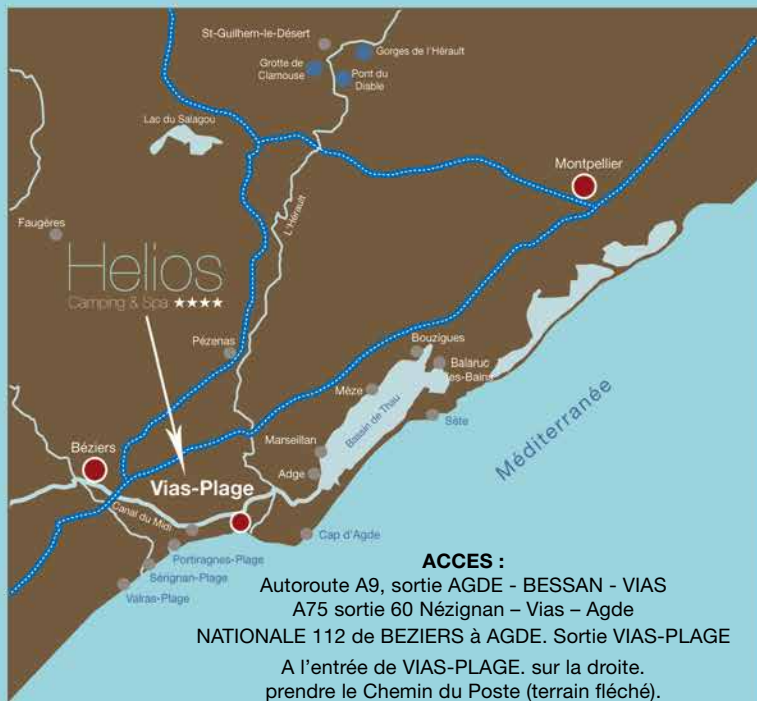 St-Guilhem-le-Désert
Gorges de l'Hérault
Grotte de
Clamouse
Pont du
Diable
Lac du Salagou
Montpellier
L'Hérault
Faugères
Helios
Camping & Spa ★★★★
Pézenas
Bouzigues
Balaruc
les-Bains
Mèze
Bassin de Thau
Sète
Méditerranée
Marseillan
Béziers
Adge
Vias-Plage
Canal du Midi
Cap d'Agde
Portiragnes-Plage
Sérignan-Plage
Valras-Plage
ACCES :
Autoroute A9, sortie AGDE - BESSAN - VIAS
A75 sortie 60 Nézignan – Vias – Agde
NATIONALE 112 de BEZIERS à AGDE. Sortie VIAS-PLAGE
A l'entrée de VIAS-PLAGE. sur la droite.
prendre le Chemin du Poste (terrain fléché).